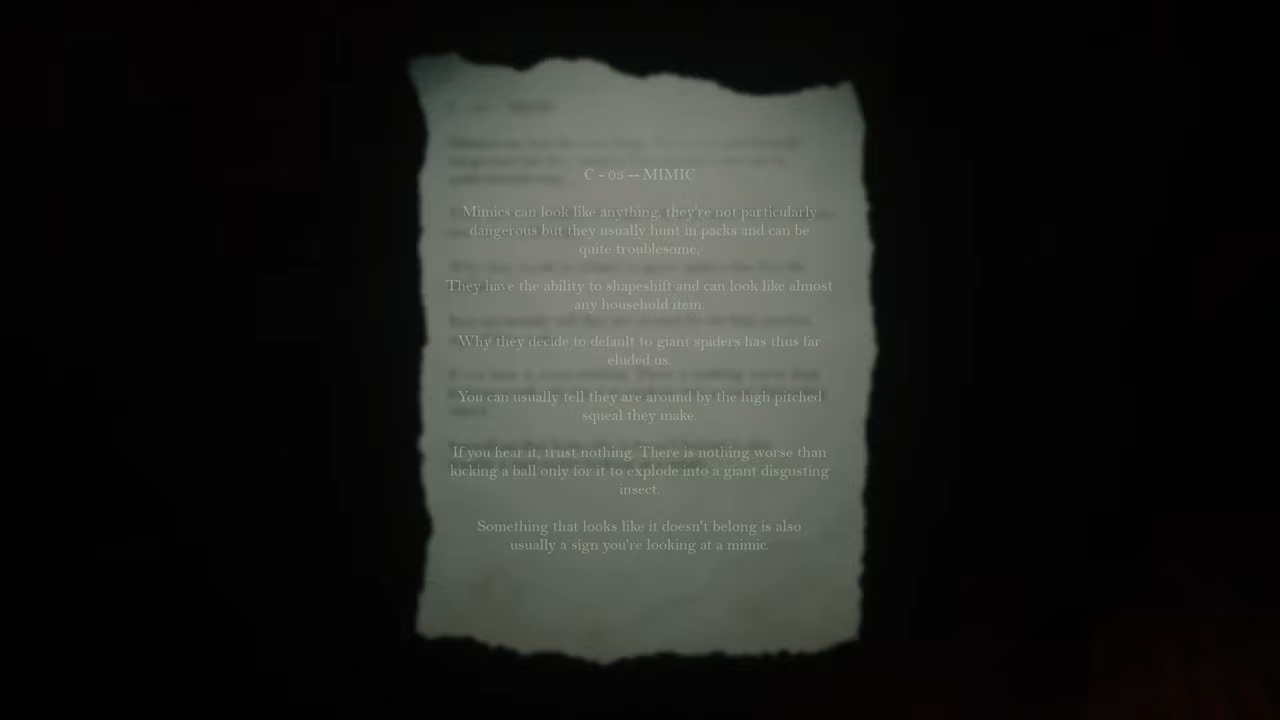 C - 03 -- MIMIC
Mimics can look like anything, they're not particularly
dangerous but they usually hunt in packs and can be
quite troublesome.
They have the ability to shapeshift and can look like almost
any household item.
Why they decide to default to giant spiders has thus far
eluded us.
You can usually tell they are around by the high pitched
squeal they make.
If you hear it, trust nothing. There is nothing worse than
kicking a ball only for it to explode into a giant disgusting
insect.
Something that looks like it doesn't belong is also
usually a sign you're looking at a mimic.